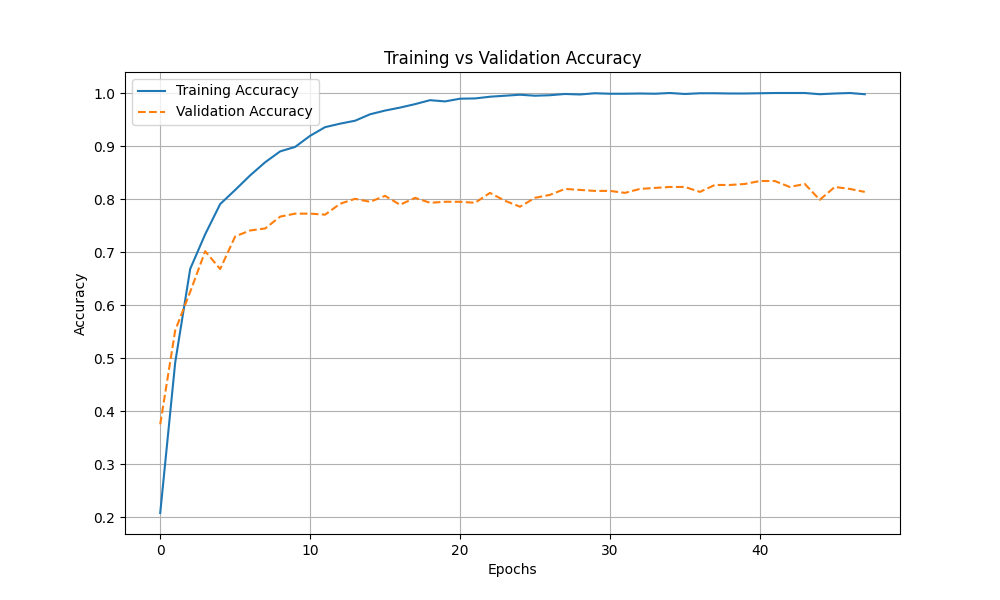 Training vs Validation Accuracy
Training Accuracy
Validation Accuracy
1.0
0.9
0.8
0.7
0.6
0.5
0.4
0.3
0.2
Accuracy
0 10 20 30 40
Epochs